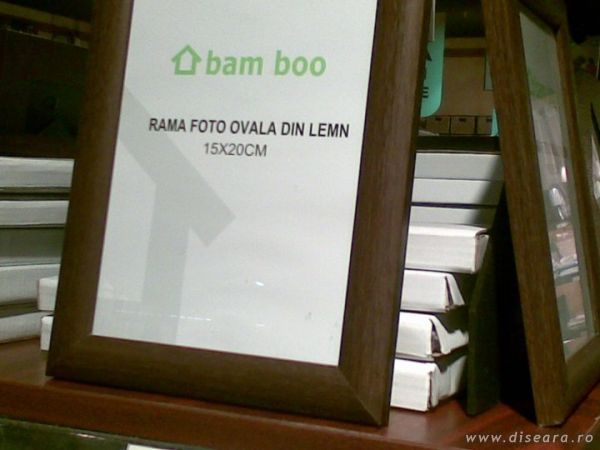 bam boo
RAMA FOTO OVALA DIN LEMN
15X20CM
www.diseara.ro